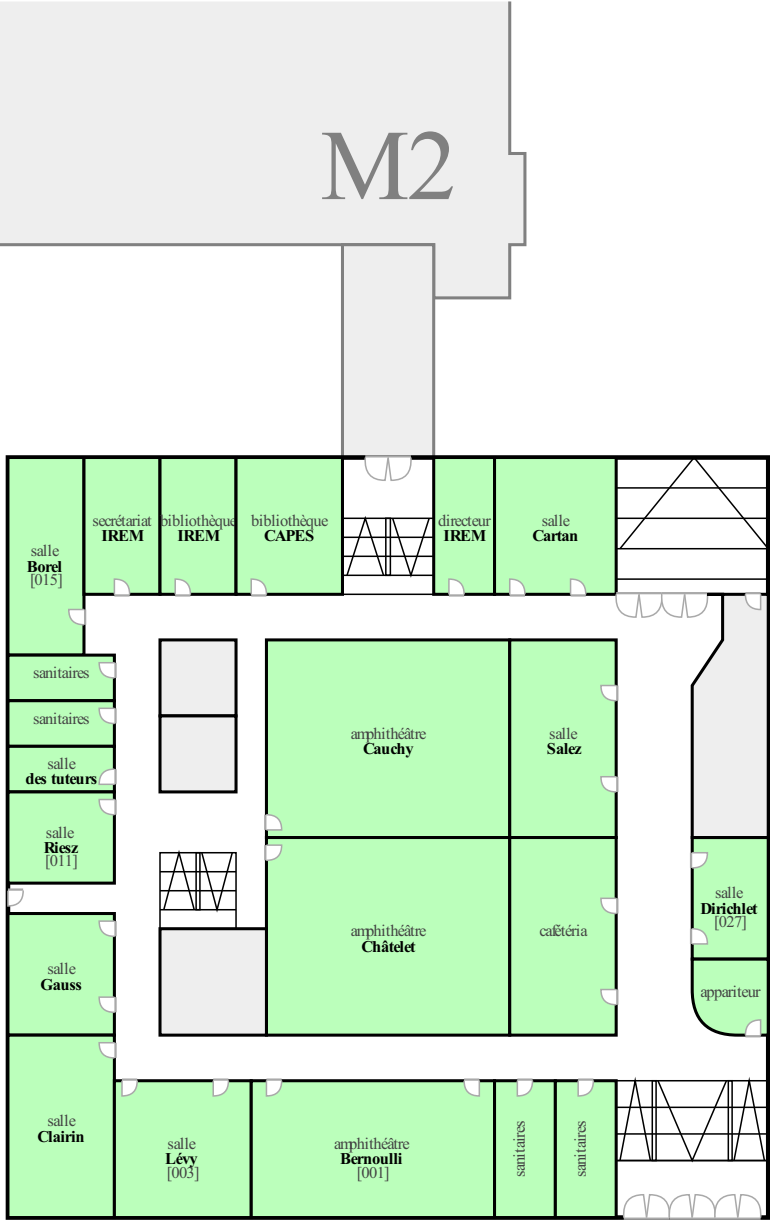 M2
secrétariat
IREM
bibliothèque
IREM
bibliothèque
CAPES
directeur
IREM
salle
Cartan
salle
Borel
[015]
sanitaires
sanitaires
salle
des tuteurs
salle
Riesz
[011]
amphithéâtre
Cauchy
salle
Salez
salle
Dirichlet
[027]
amphithéâtre
Châtelet
cafétéria
salle
Gauss
appariteur
salle
Clairin
salle
Lévy
[003]
amphithéâtre
Bernoulli
[001]
sanitaires
sanitaires